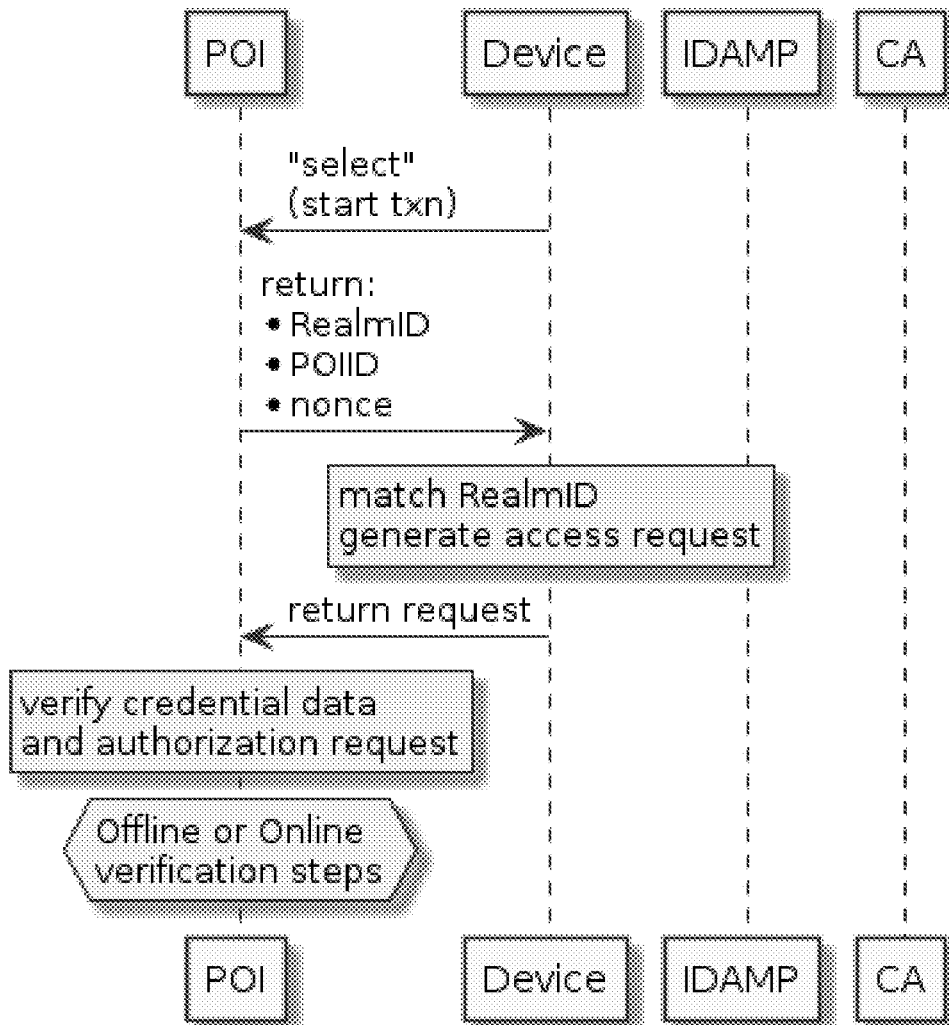 POI Device IDAMP CA
"select"
(start txn)
return:
• RealmID
• POIID
• nonce
match RealmID
generate access request
return request
verify credential data
and authorization request
Offline or Online
verification steps
POI Device IDAMP CA